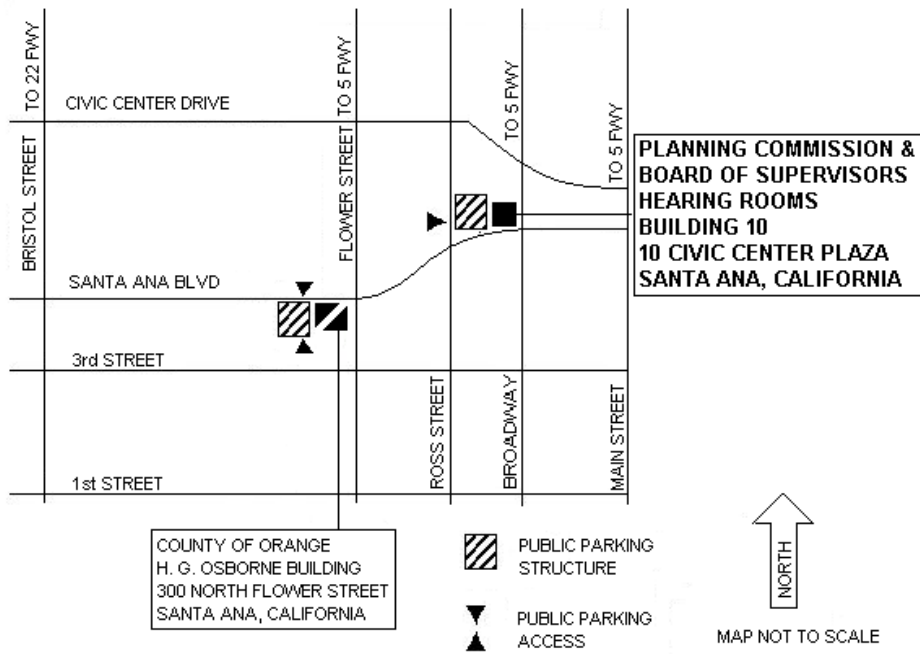 TO 22 FWY
TO 5 FWY
TO 5 FWY
TO 5 FWY
CIVIC CENTER DRIVE
BRISTOL STREET
FLOWER STREET
PLANNING COMMISSION &
BOARD OF SUPERVISORS
HEARING ROOMS
BUILDING 10
10 CIVIC CENTER PLAZA
SANTA ANA, CALIFORNIA
SANTA ANA BLVD
3rd STREET
ROSS STREET
BROADWAY
MAIN STREET
1st STREET
COUNTY OF ORANGE
H. G. OSBORNE BUILDING
300 NORTH FLOWER STREET
SANTA ANA, CALIFORNIA
PUBLIC PARKING
STRUCTURE
PUBLIC PARKING
ACCESS
NORTH
MAP NOT TO SCALE